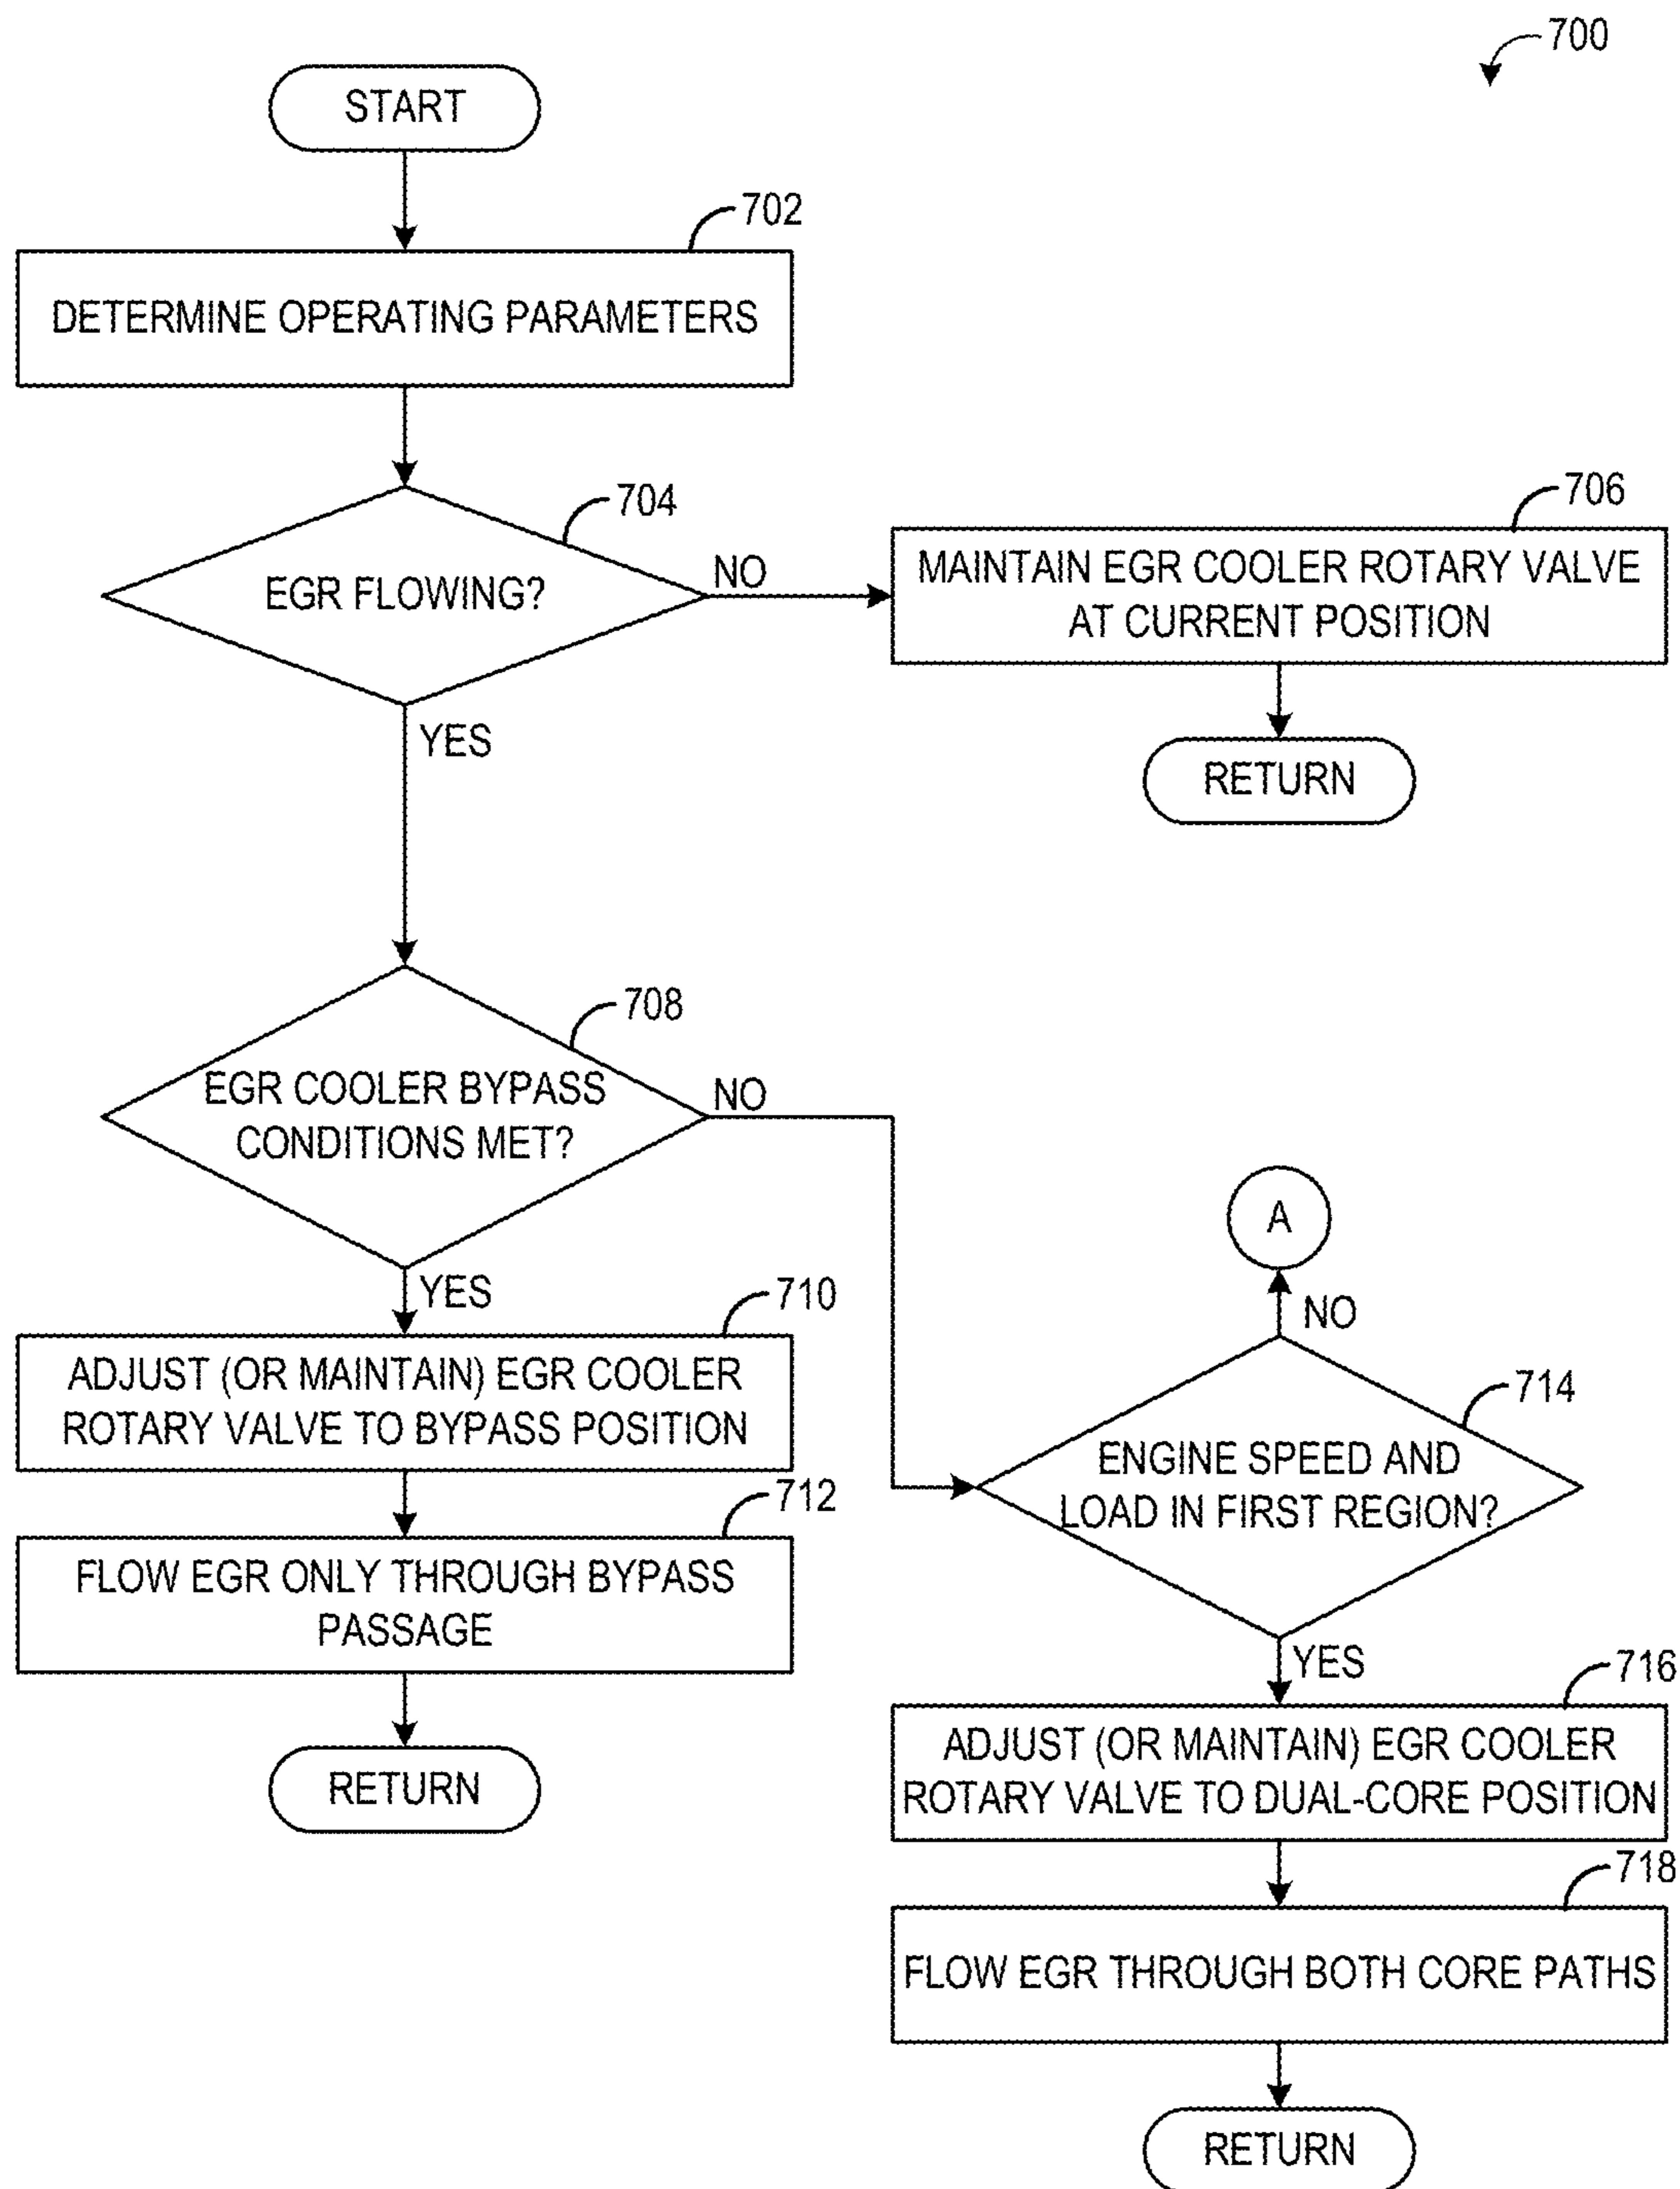 700
START
702
DETERMINE OPERATING PARAMETERS
704
EGR FLOWING?
NO
YES
706
MAINTAIN EGR COOLER ROTARY VALVE
AT CURRENT POSITION
RETURN
708
EGR COOLER BYPASS
CONDITIONS MET?
NO
YES
710
ADJUST (OR MAINTAIN) EGR COOLER
ROTARY VALVE TO BYPASS POSITION
712
FLOW EGR ONLY THROUGH BYPASS
PASSAGE
RETURN
A
NO
714
ENGINE SPEED AND
LOAD IN FIRST REGION?
YES
716
ADJUST (OR MAINTAIN) EGR COOLER
ROTARY VALVE TO DUAL-CORE POSITION
718
FLOW EGR THROUGH BOTH CORE PATHS
RETURN